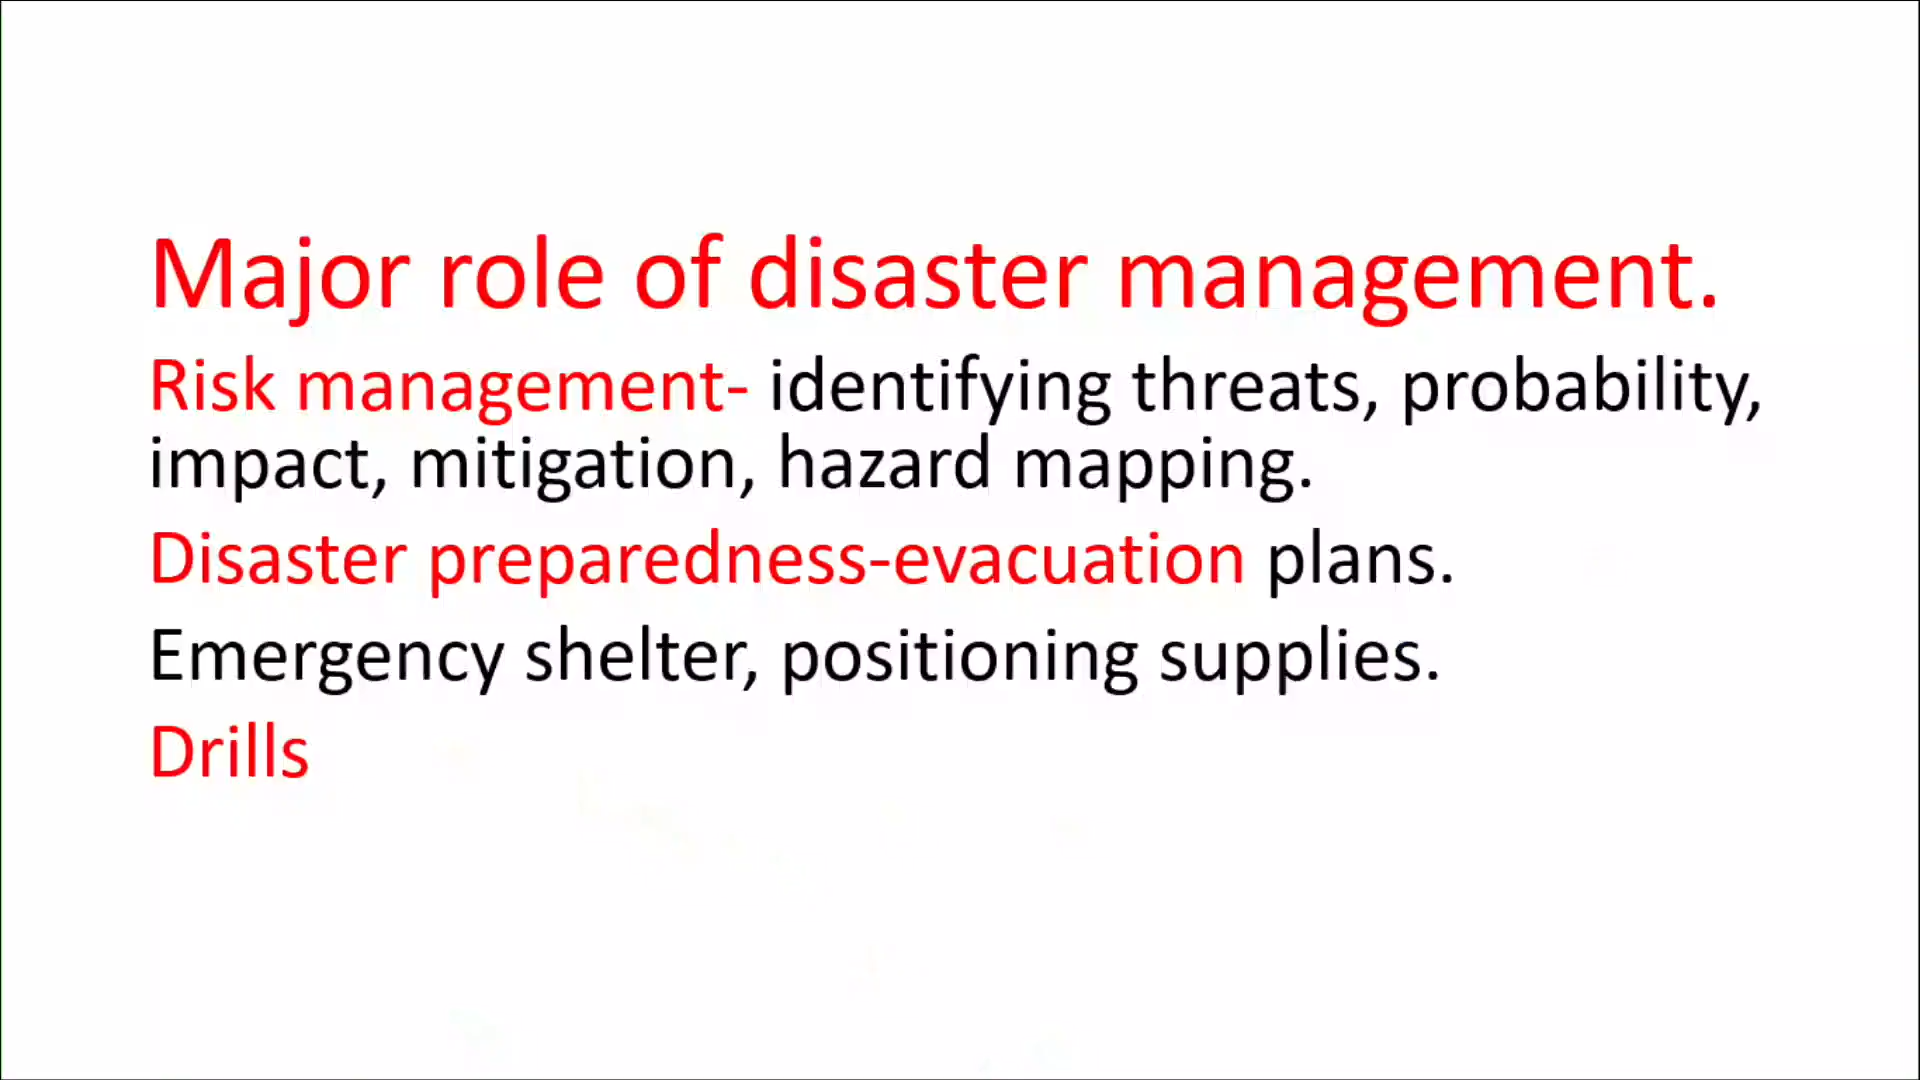 Major role of disaster management.
Risk management- identifying threats, probability,
impact, mitigation, hazard mapping.
Disaster preparedness-evacuation plans.
Emergency shelter, positioning supplies.
Drills